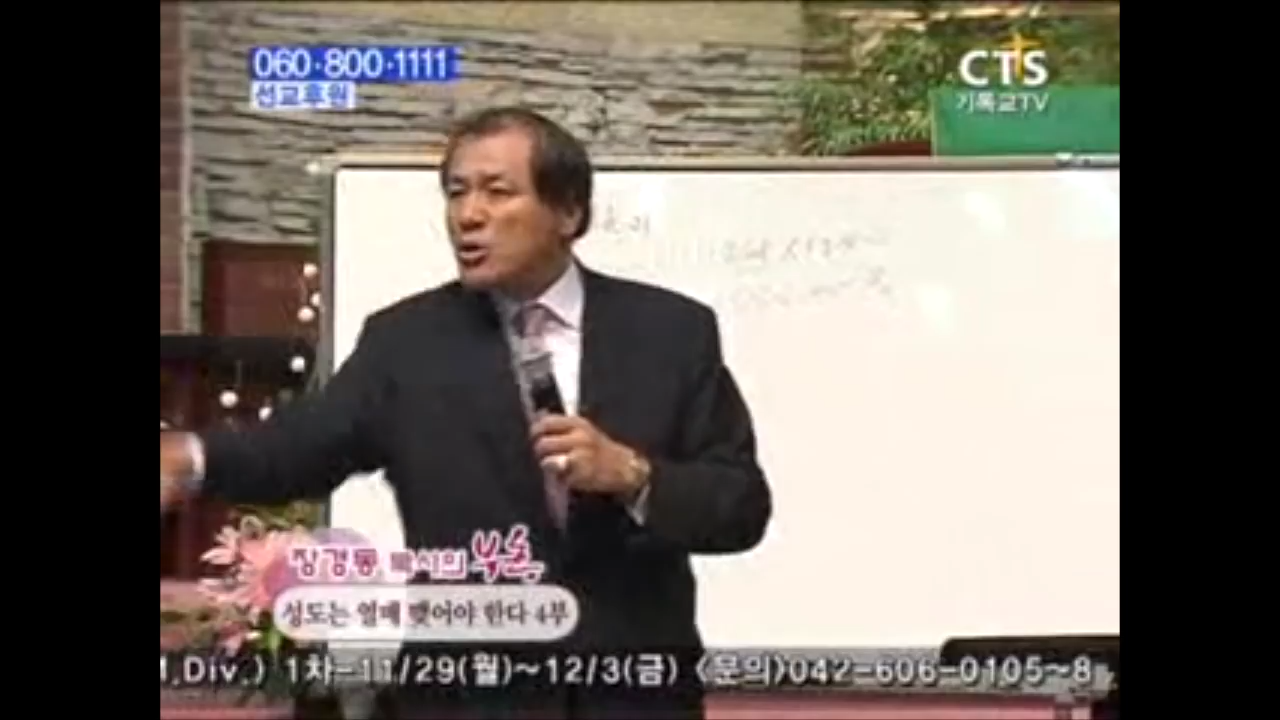 060·800·1111
선교후원
CTS
기독교TV
장경동 목사의
성도는 열매 맺어야 한다 4부
1.Div.) 1차-11/29(월)~12/3(금) <문의>042-606-0105~8